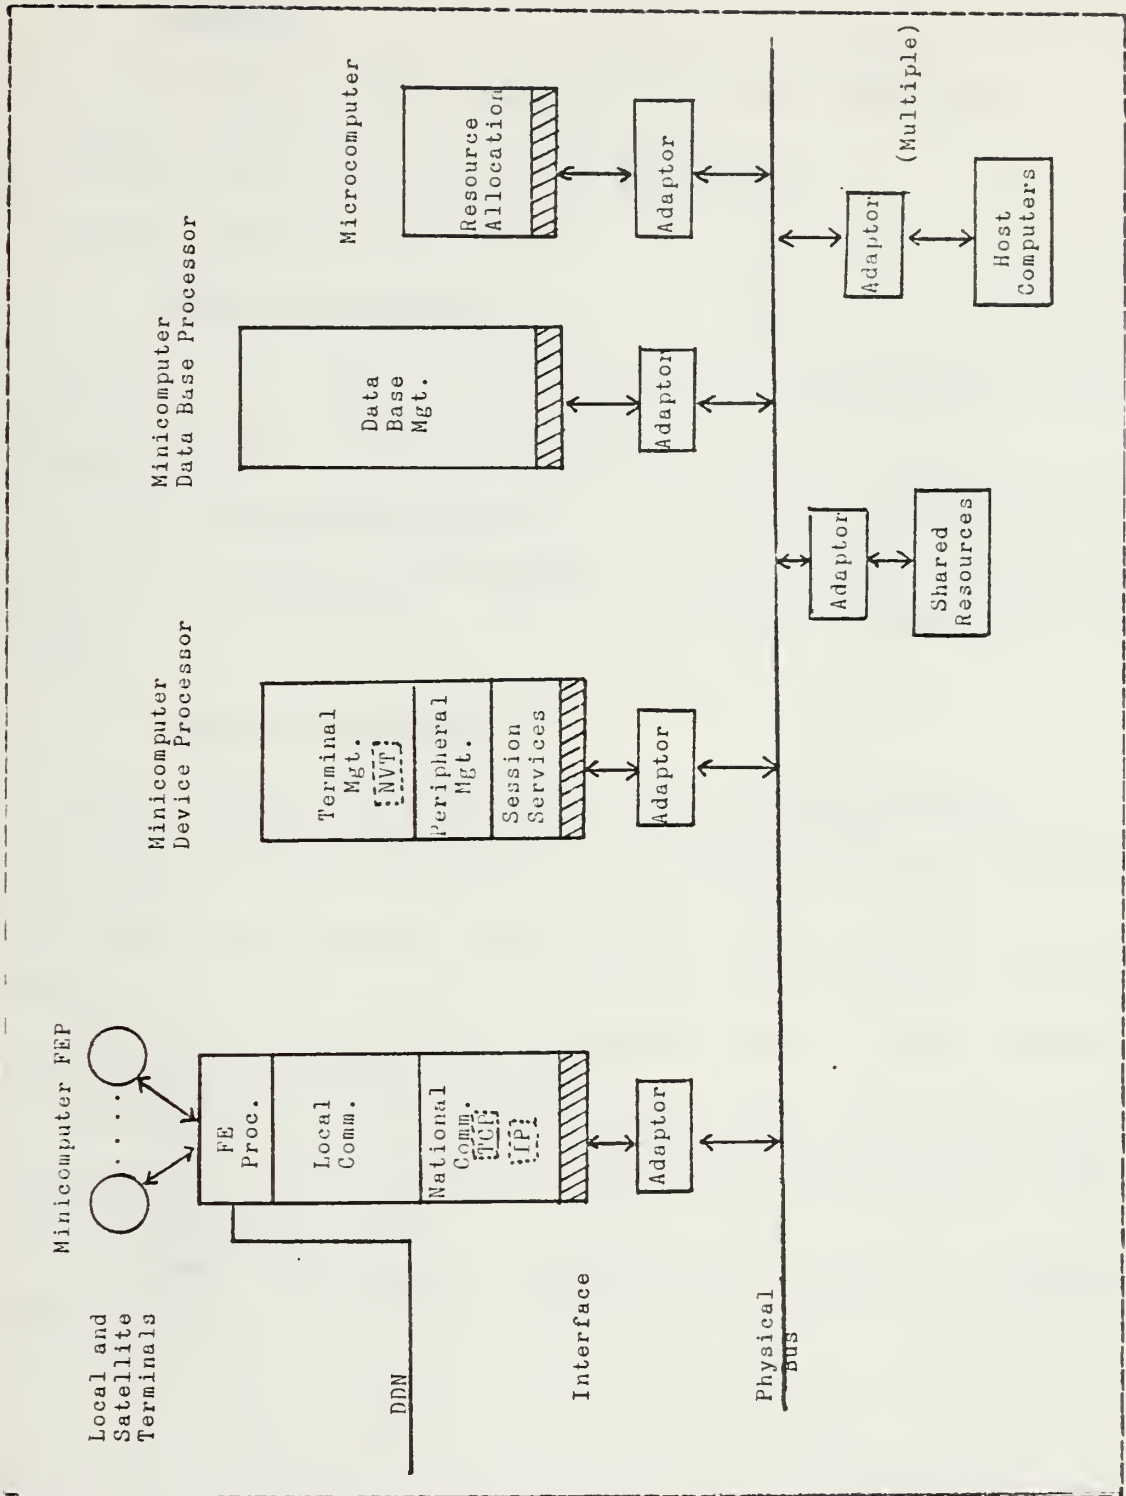 Local and
Satellite
Terminals
Minicomputer FEP
FE
Proc.
Local
Comm.
National
Comm.
TCP
IP
DDN
Interface
Adaptor
Physical
Bus
Minicomputer
Device Processor
Terminal
Mgt.
NVT
Peripheral
Mgt.
Session
Services
Adaptor
Minicomputer
Data Base Processor
Data
Base
Mgt.
Adaptor
Microcomputer
Resource
Allocation
Adaptor
Adaptor
Shared
Resources
Adaptor
(Multiple)
Host
Computers